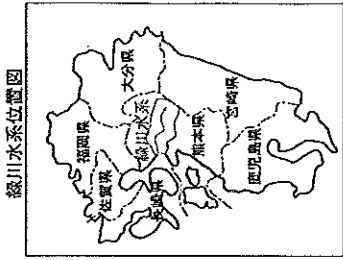 緑川水系位置図
福岡県
大分県
佐賀県
緑川水系
長崎県
熊本県
宮崎県
鹿児島県